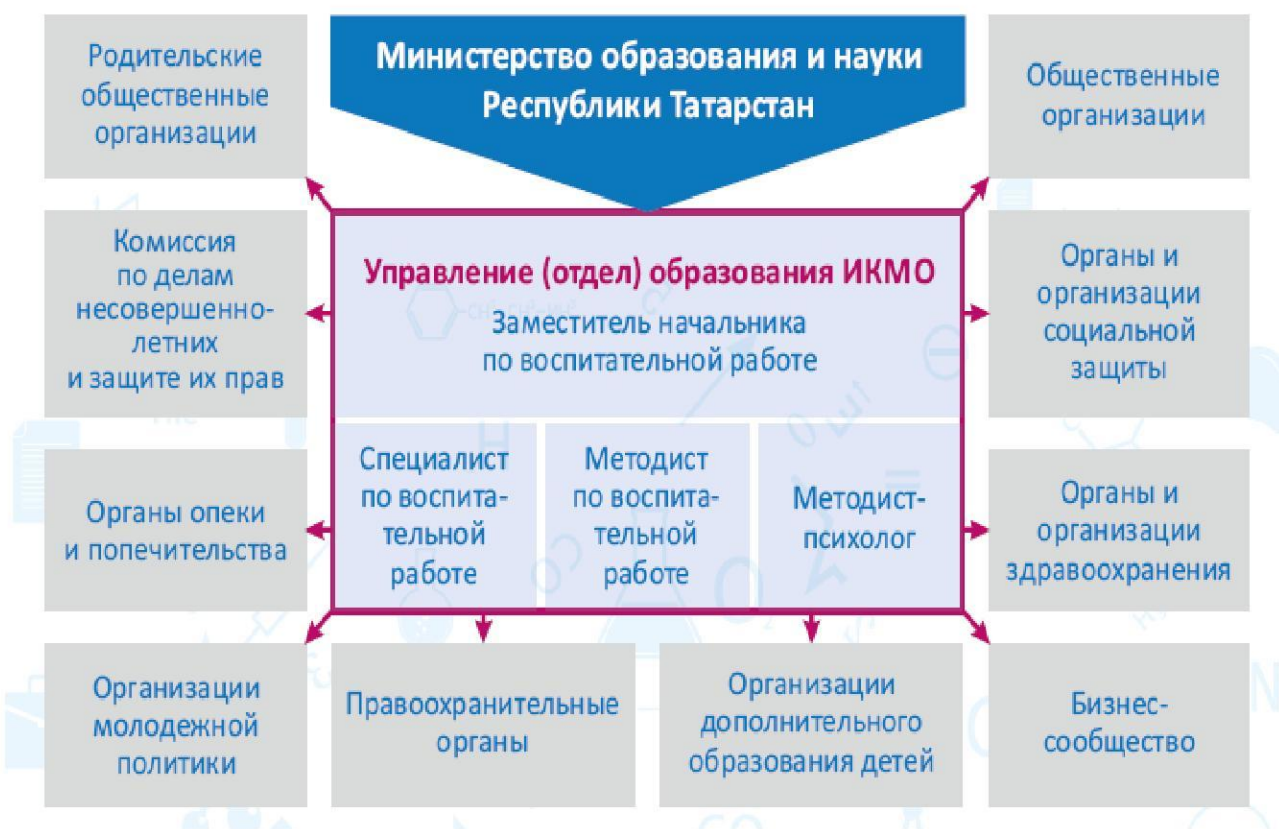 Родительские
общественные
организации
Министерство образования и науки
Республики Татарстан
Общественные
организации
Комиссия
по делам
несовершенно-
летних
и защите их прав
Управление (отдел) образования ИКМО
Заместитель начальника
по воспитательной работе
Органы и
организации
социальной
защиты
Органы опеки
и попечительства
Специалист
по воспита-
тельной
работе
Методист
по воспита-
тельной
работе
Методист-
психолог
Органы и
организации
здравоохранения
Организации
молодежной
политики
Правоохранительные
органы
Организации
дополнительного
образования детей
Бизнес-
сообщество